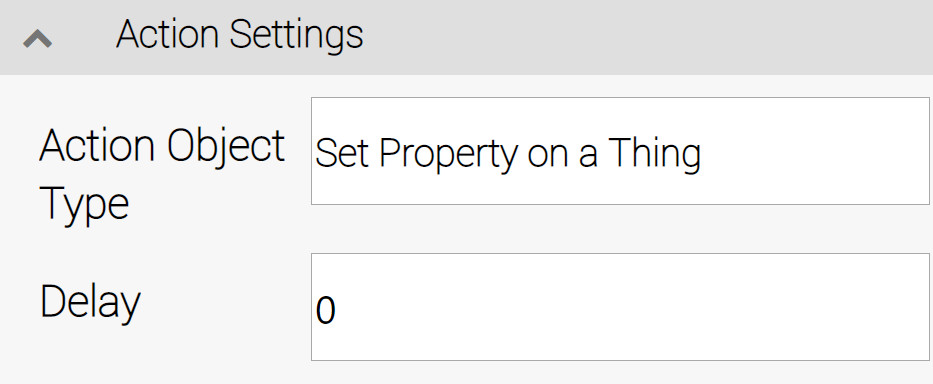 Action Settings
Action Object
Type
Set Property on a Thing
Delay
0